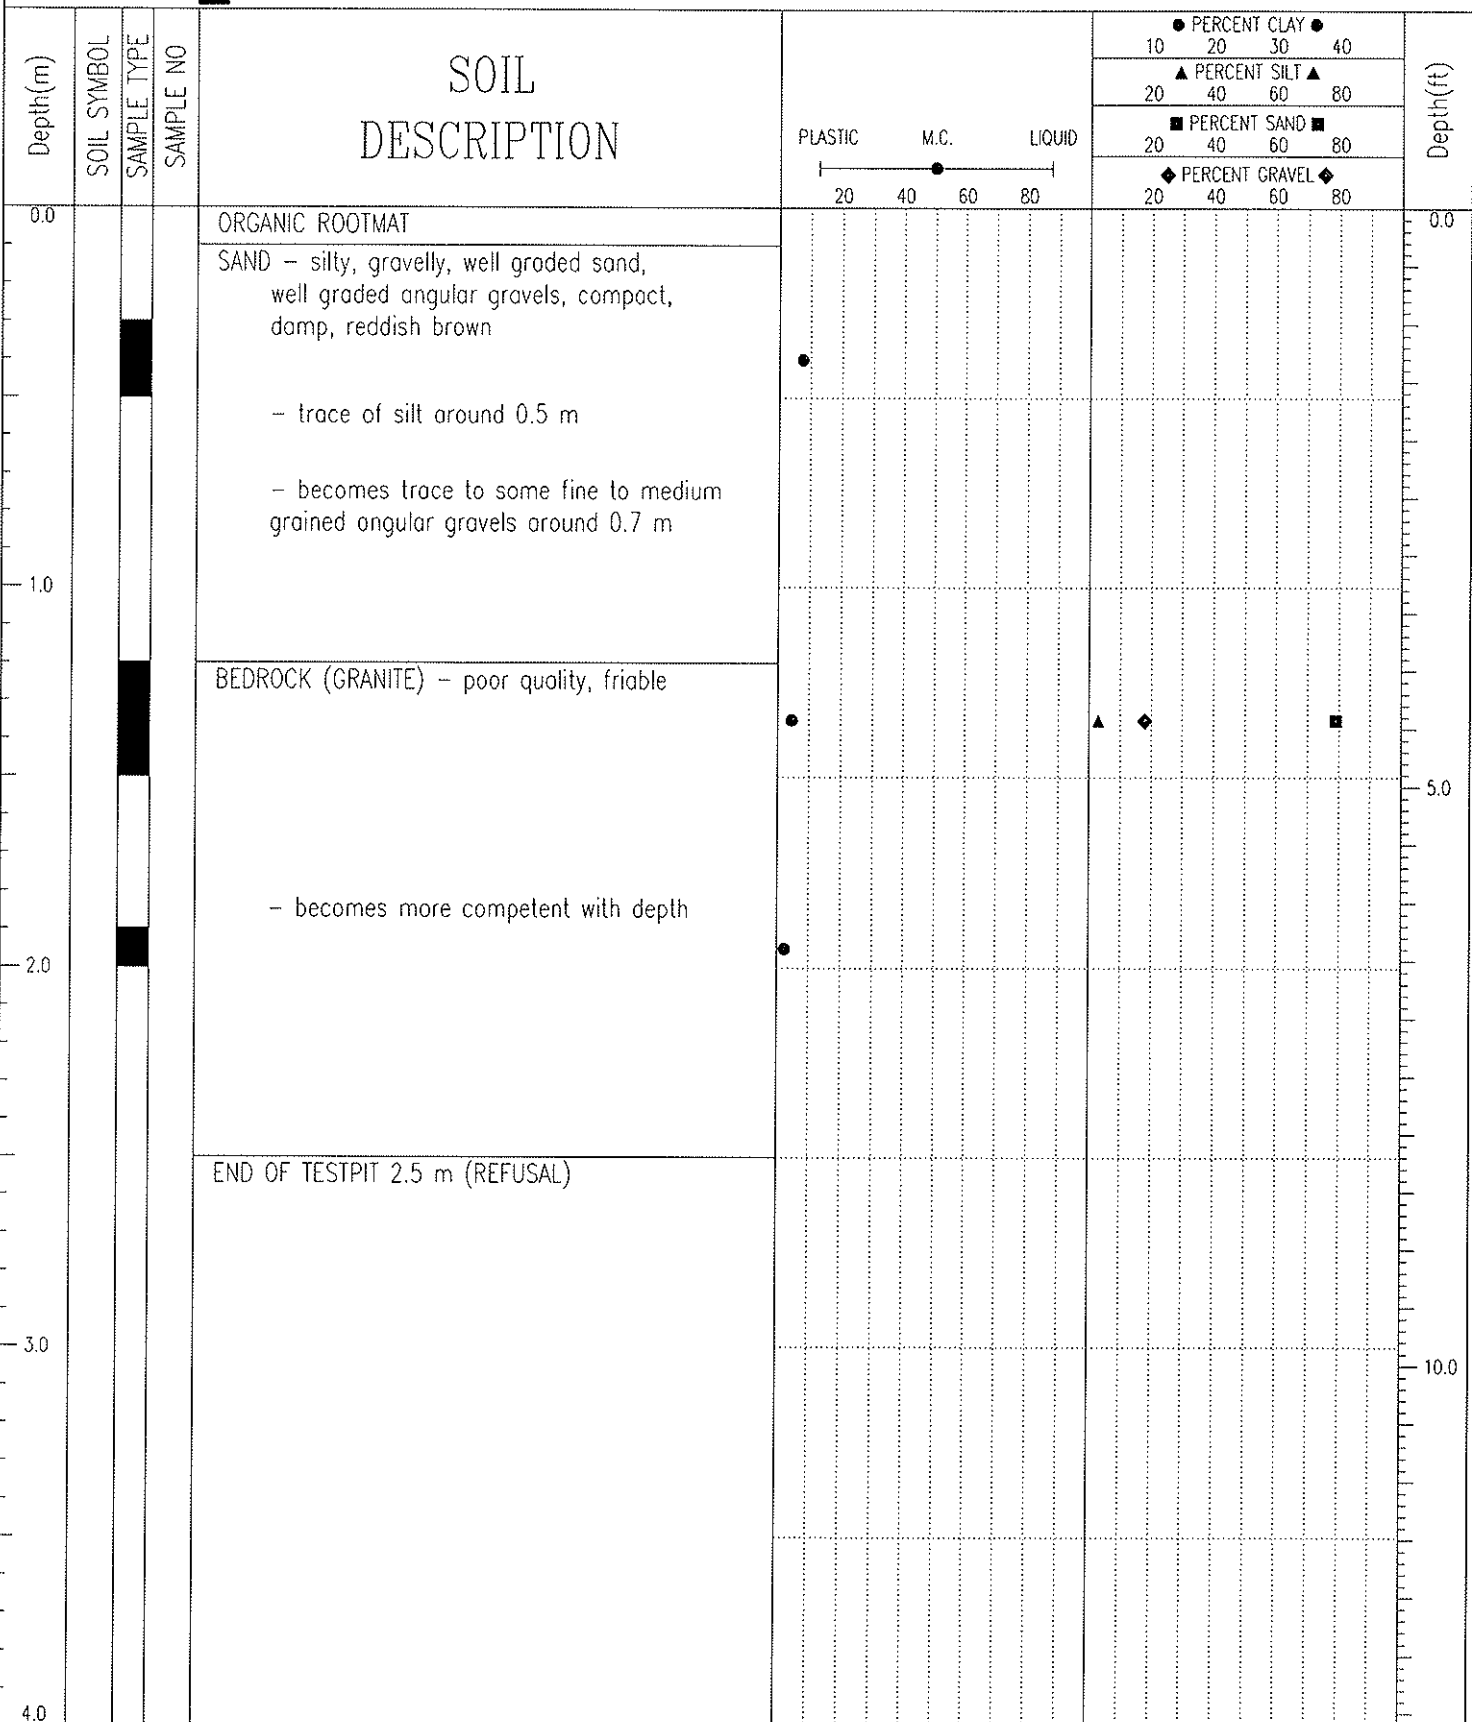 Depth(m)
SOIL SYMBOL
SAMPLE TYPE
SAMPLE NO
SOIL
DESCRIPTION
PLASTIC M.C. LIQUID
20 40 60 80
● PERCENT CLAY ●
10 20 30 40
▲ PERCENT SILT ▲
20 40 60 80
■ PERCENT SAND ■
20 40 60 80
◆ PERCENT GRAVEL ◆
20 40 60 80
Depth(ft)
0.0
ORGANIC ROOTMAT
0.0
SAND – silty, gravelly, well graded sand,
well graded angular gravels, compact,
damp, reddish brown
– trace of silt around 0.5 m
– becomes trace to some fine to medium
grained angular gravels around 0.7 m
1.0
BEDROCK (GRANITE) – poor quality, friable
5.0
– becomes more competent with depth
2.0
END OF TESTPIT 2.5 m (REFUSAL)
3.0
10.0
4.0